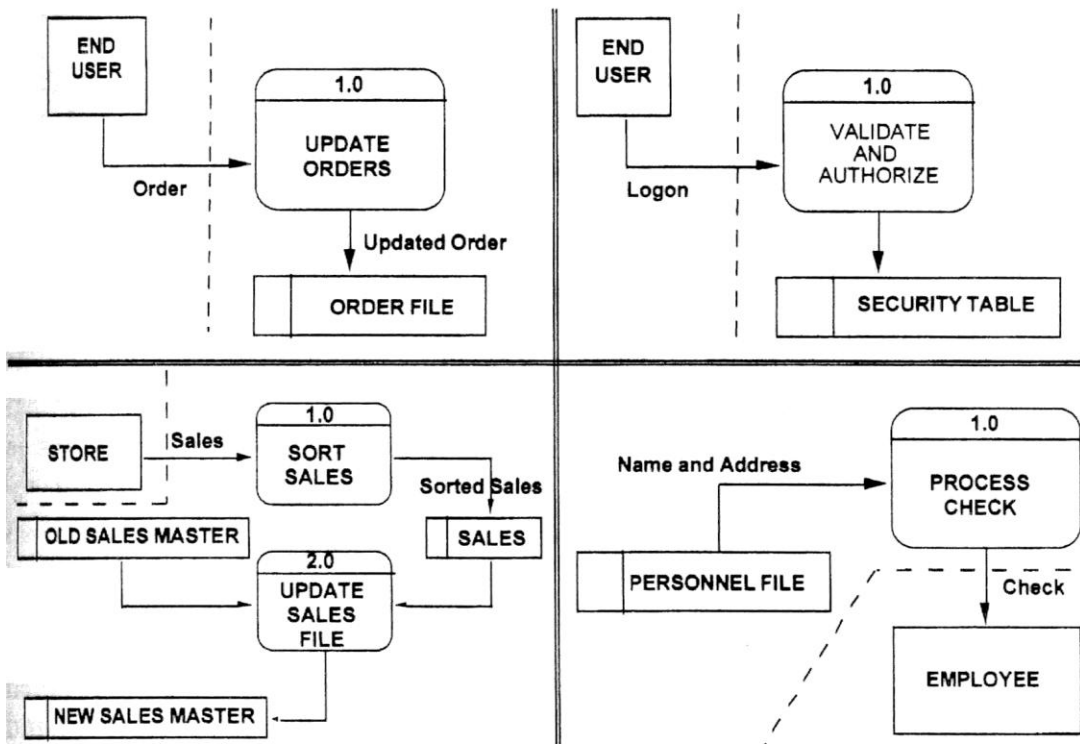 END
USER
1.0
UPDATE
ORDERS
Order
Updated Order
ORDER FILE
END
USER
1.0
VALIDATE
AND
AUTHORIZE
Logon
SECURITY TABLE
STORE
Sales
1.0
SORT
SALES
Sorted Sales
OLD SALES MASTER
SALES
2.0
UPDATE
SALES
FILE
NEW SALES MASTER
1.0
Name and Address
PROCESS
CHECK
PERSONNEL FILE
Check
EMPLOYEE